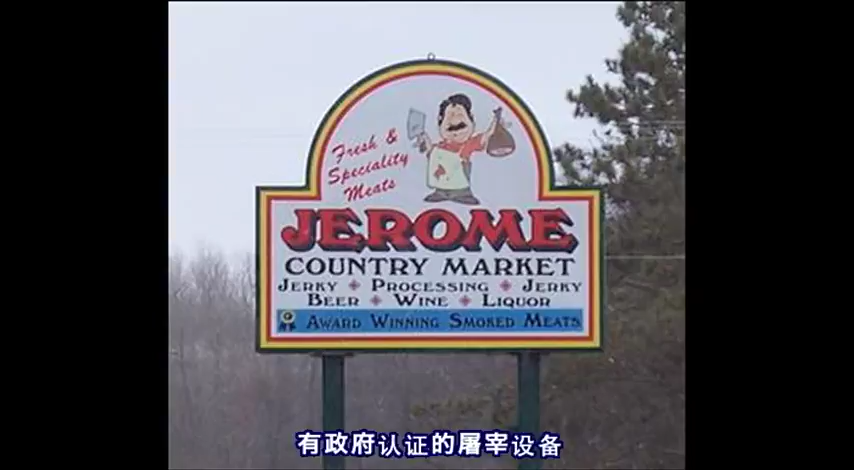 Fresh &
Speciality
Meats
JEROME
COUNTRY MARKET
JERKY PROCESSING JERKY
BEER WINE LIQUOR
AWARD WINNING SMOKED MEATS
有政府认证的屠宰设备